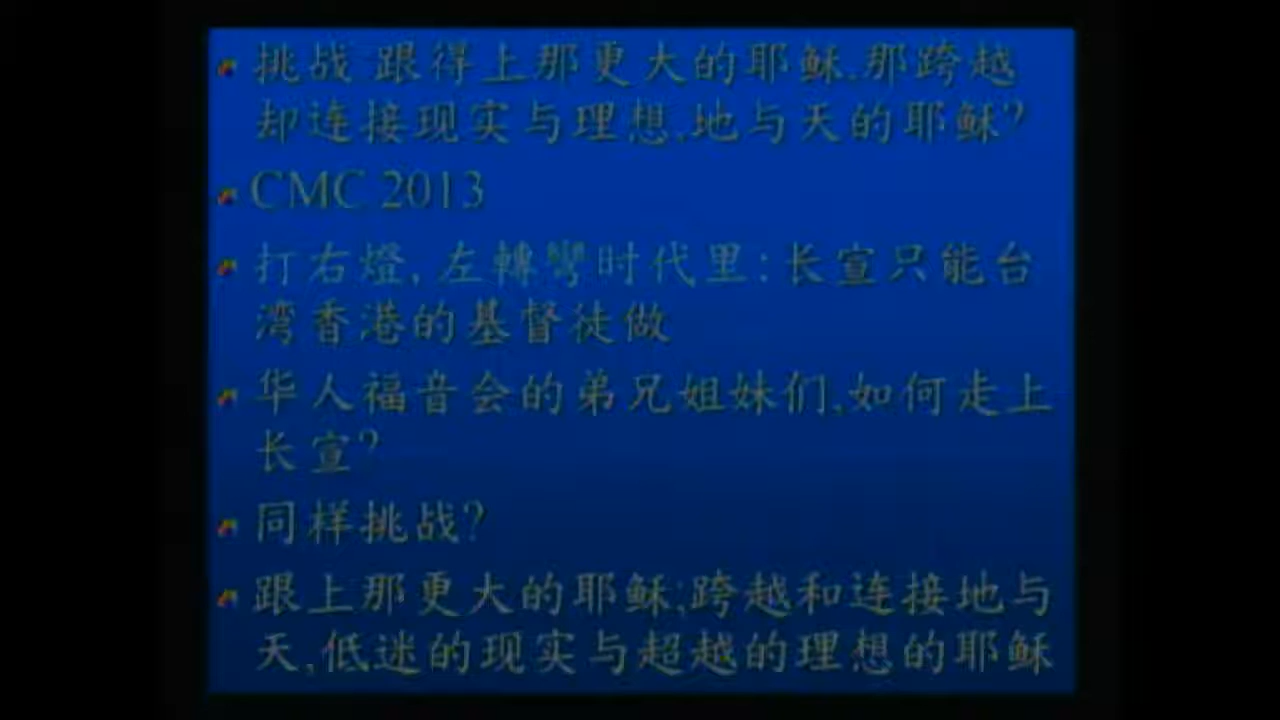 挑战 跟得上那更大的耶稣,那跨越
却连接现实与理想,地与天的耶稣?
CMC 2013
打右燈, 左轉彎时代里:长宣只能台
湾香港的基督徒做
华人福音会的弟兄姐妹们,如何走上
长宣?
同样挑战?
跟上那更大的耶稣;跨越和连接地与
天,低迷的现实与超越的理想的耶稣